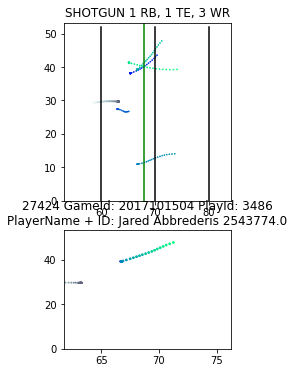 SHOTGUN 1 RB, 1 TE, 3 WR
50
40
30
20
10
0
60 70 80
27424 GameId: 2017101504 PlayId: 3486
PlayerName + ID: Jared Abbrederis 2543774.0
40
20
0
65 70 75